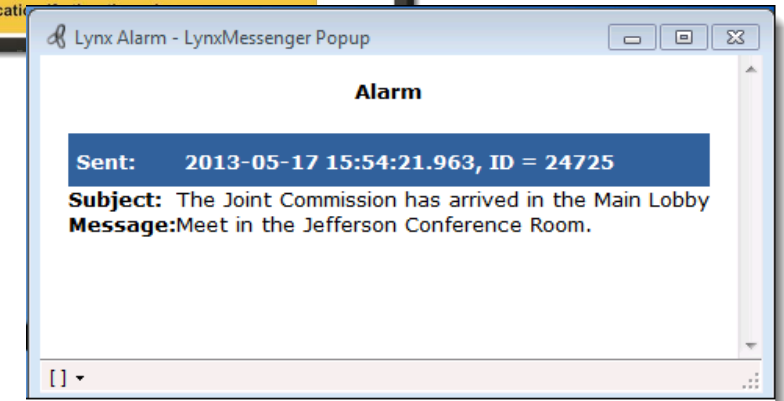 Lynx Alarm - LynxMessenger Popup
Alarm
Sent: 2013-05-17 15:54:21.963, ID = 24725
Subject: The Joint Commission has arrived in the Main Lobby
Message:Meet in the Jefferson Conference Room.
[ ]